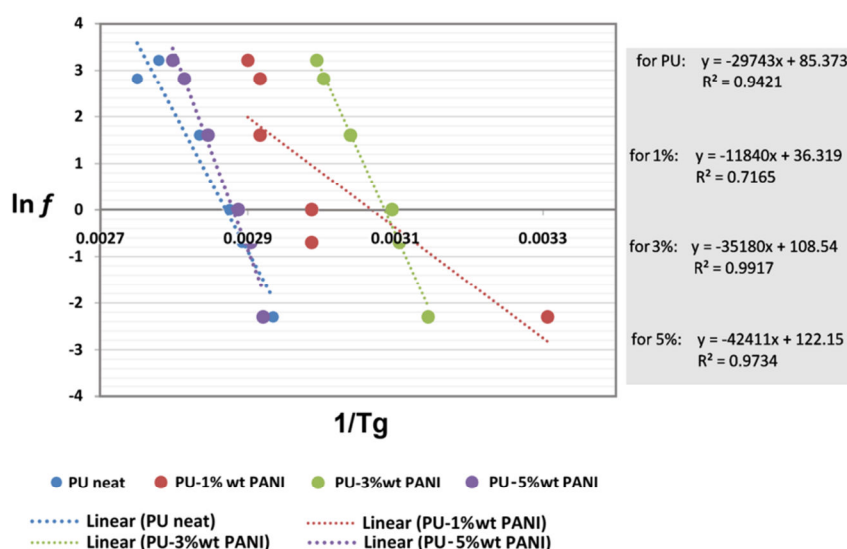 4
3
2
1
0
-1
-2
-3
-4
ln f
0.0027
0.0029
0.0031
0.0033
1/Tg
for PU: y = -29743x + 85.373
R² = 0.9421
for 1%: y = -11840x + 36.319
R² = 0.7165
for 3%: y = -35180x + 108.54
R² = 0.9917
for 5%: y = -42411x + 122.15
R² = 0.9734
PU neat PU-1% wt PANI PU-3%wt PANI PU-5%wt PANI
Linear (PU neat) Linear (PU-1%wt PANI)
Linear (PU-3%wt PANI) Linear (PU-5%wt PANI)